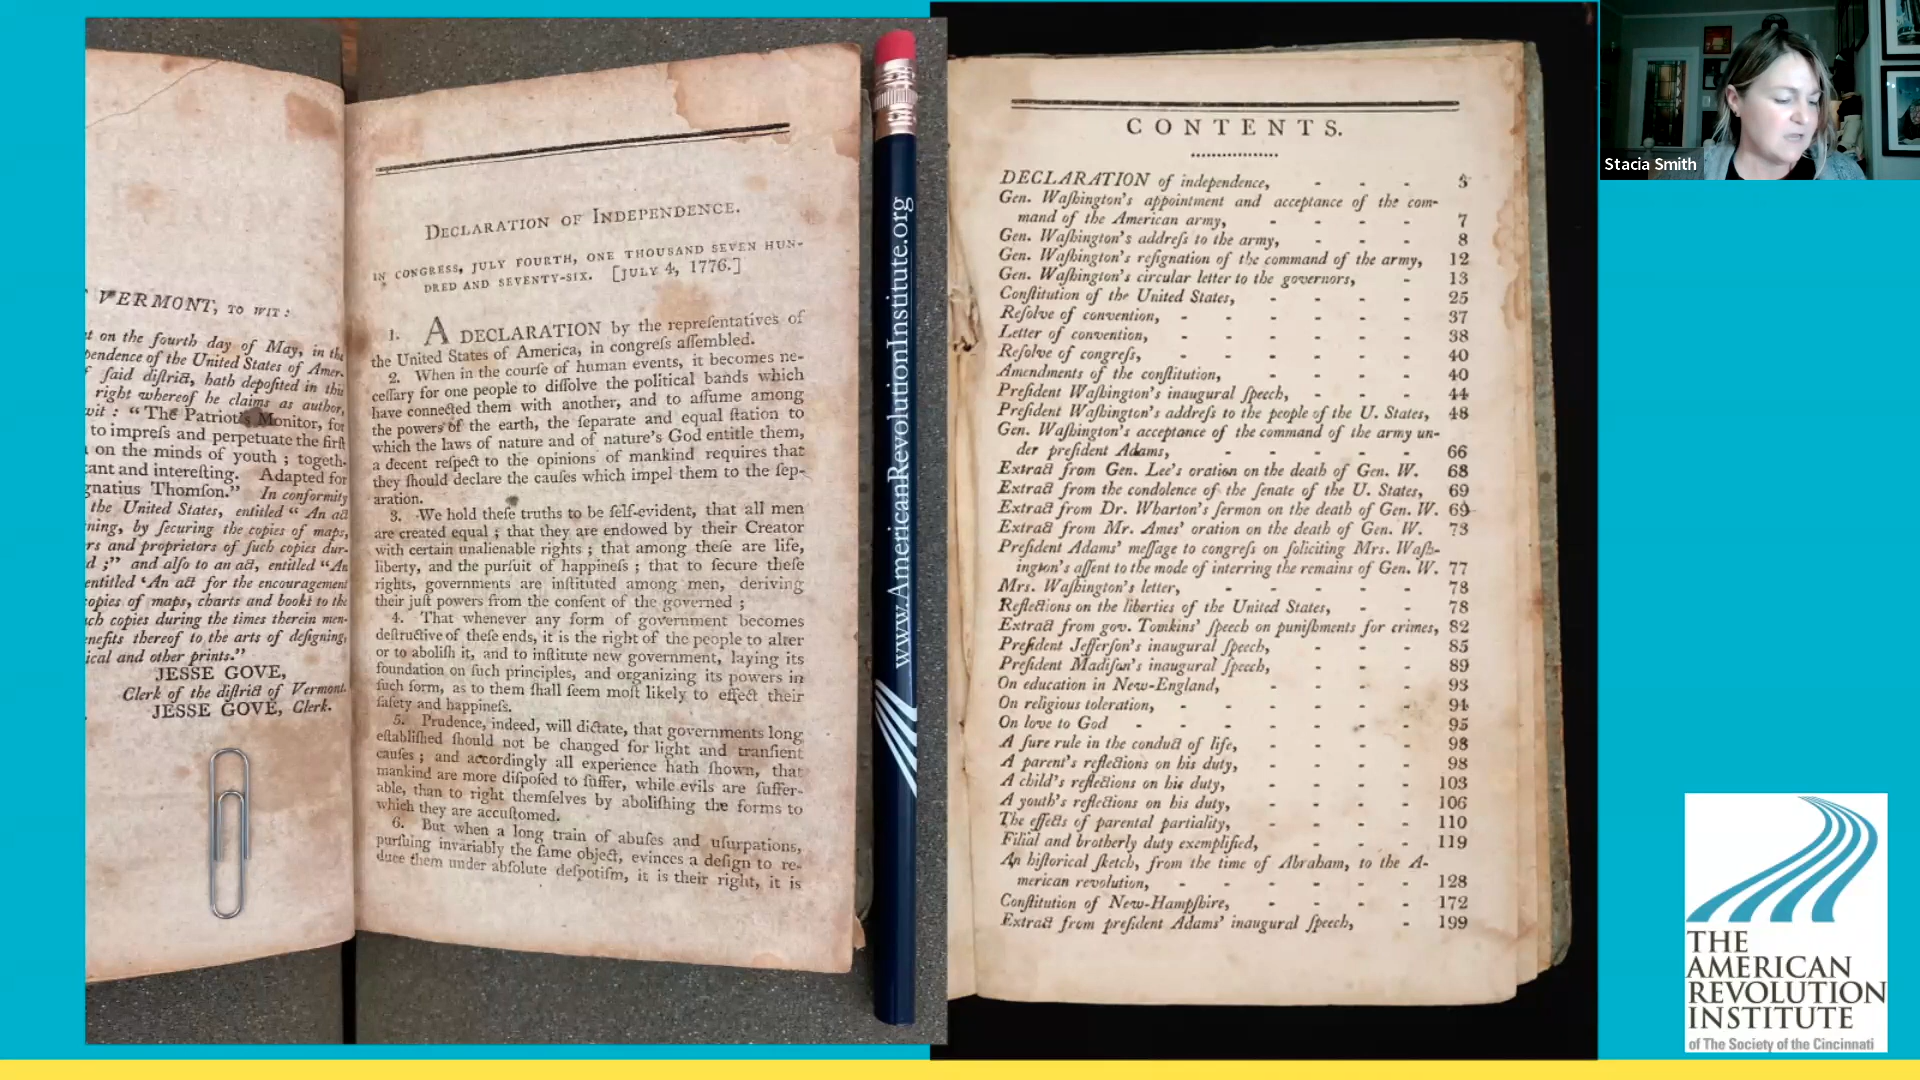 VERMONT, TO WIT:
on the fourth day of May, in the
pendence of the United States of Amer-
ſaid diſtrict, hath depoſited in this
right whereof he claims as author,
wit: “The Patriot's Monitor, for
to impreſs and perpetuate the firſt
on the minds of youth; togeth-
tant and intereſting. Adapted for
gnatius Thomſon.” In conformity
the United States, entitled “An act
ning, by ſecuring the copies of maps,
rs and proprietors of ſuch copies dur-
d;” and alſo to an act, entitled “An
entitled ‘An act for the encouragement
opies of maps, charts and books to the
ch copies during the times therein men-
nefits thereof to the arts of deſigning,
ical and other prints.”
JESSE GOVE,
Clerk of the diſtrict of Vermont.
JESSE GOVE, Clerk.
DECLARATION OF INDEPENDENCE.
IN CONGRESS, JULY FOURTH, ONE THOUSAND SEVEN HUN-
DRED AND SEVENTY-SIX. [JULY 4, 1776.]
1. A DECLARATION by the repreſentatives of
the United States of America, in congreſs aſſembled.
2. When in the courſe of human events, it becomes ne-
ceſſary for one people to diſſolve the political bands which
have connected them with another, and to aſſume among
the powers of the earth, the ſeparate and equal ſtation to
which the laws of nature and of nature's God entitle them,
a decent reſpect to the opinions of mankind requires that
they ſhould declare the cauſes which impel them to the ſep-
aration.
3. We hold theſe truths to be ſelf-evident, that all men
are created equal; that they are endowed by their Creator
with certain unalienable rights; that among theſe are life,
liberty, and the purſuit of happineſs; that to ſecure theſe
rights, governments are inſtituted among men, deriving
their juſt powers from the conſent of the governed;
4. That whenever any form of government becomes
deſtructive of theſe ends, it is the right of the people to alter
or to aboliſh it, and to inſtitute new government, laying its
foundation on ſuch principles, and organizing its powers in
ſuch form, as to them ſhall ſeem moſt likely to effect their
ſafety and happineſs.
5. Prudence, indeed, will dictate, that governments long
eſtabliſhed ſhould not be changed for light and tranſient
cauſes; and accordingly all experience hath ſhown, that
mankind are more diſpoſed to ſuffer, while evils are ſuffer-
able, than to right themſelves by aboliſhing the forms to
which they are accuſtomed.
6. But when a long train of abuſes and uſurpations,
purſuing invariably the ſame object, evinces a deſign to re-
duce them under abſolute deſpotiſm, it is their right, it is
www.AmericanRevolutionInstitute.org
CONTENTS.
DECLARATION of independence, - - - 5
Gen. Waſhington's appointment and acceptance of the com-
mand of the American army, - - - - 7
Gen. Waſhington's addreſs to the army, - - - 8
Gen. Waſhington's reſignation of the command of the army, 12
Gen. Waſhington's circular letter to the governors, - 13
Conſtitution of the United States, - - - - 25
Reſolve of convention, - - - - - - 37
Letter of convention, - - - - - - 38
Reſolve of congreſs, - - - - - - 40
Amendments of the conſtitution, - - - - 40
Preſident Waſhington's inaugural ſpeech, - - - 44
Preſident Waſhington's addreſs to the people of the U. States, 48
Gen. Waſhington's acceptance of the command of the army un-
der preſident Adams, - - - - - 66
Extract from Gen. Lee's oration on the death of Gen. W. 68
Extract from the condolence of the ſenate of the U. States, 69
Extract from Dr. Wharton's ſermon on the death of Gen. W. 69
Extract from Mr. Ames' oration on the death of Gen. W. 73
Preſident Adams' meſſage to congreſs on ſoliciting Mrs. Waſh-
ington's aſſent to the mode of interring the remains of Gen. W. 77
Mrs. Waſhington's letter, - - - - - 78
Reflections on the liberties of the United States, - - 78
Extract from gov. Tomkins' ſpeech on puniſhments for crimes, 82
Preſident Jefferſon's inaugural ſpeech, - - - 85
Preſident Madiſon's inaugural ſpeech, - - - 89
On education in New-England, - - - - 93
On religious toleration, - - - - - - 94
On love to God - - - - - - - 95
A ſure rule in the conduct of life, - - - - 98
A parent's reflections on his duty, - - - - 98
A child's reflections on his duty, - - - - 103
A youth's reflections on his duty, - - - - 106
The effects of parental partiality, - - - - 110
Filial and brotherly duty exemplified, - - - 119
An hiſtorical ſketch, from the time of Abraham, to the A-
merican revolution, - - - - - - 128
Conſtitution of New-Hampſhire, - - - - 172
Extract from preſident Adams' inaugural ſpeech, - 199
Stacia Smith
THE
AMERICAN
REVOLUTION
INSTITUTE
of The Society of the Cincinnati